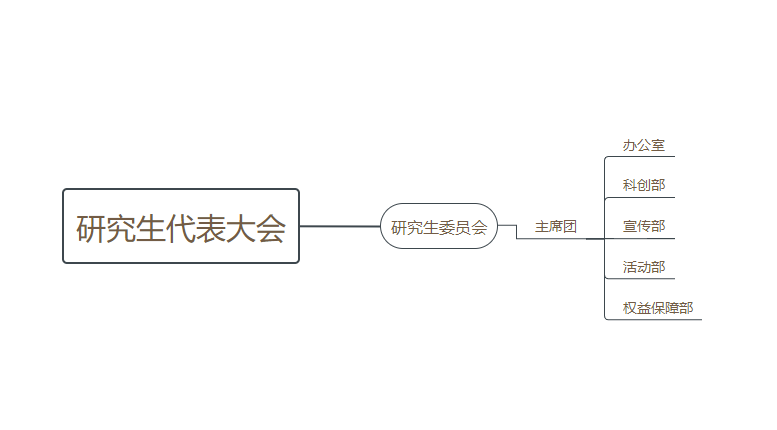 研究生代表大会
研究生委员会
主席团
办公室
科创部
宣传部
活动部
权益保障部